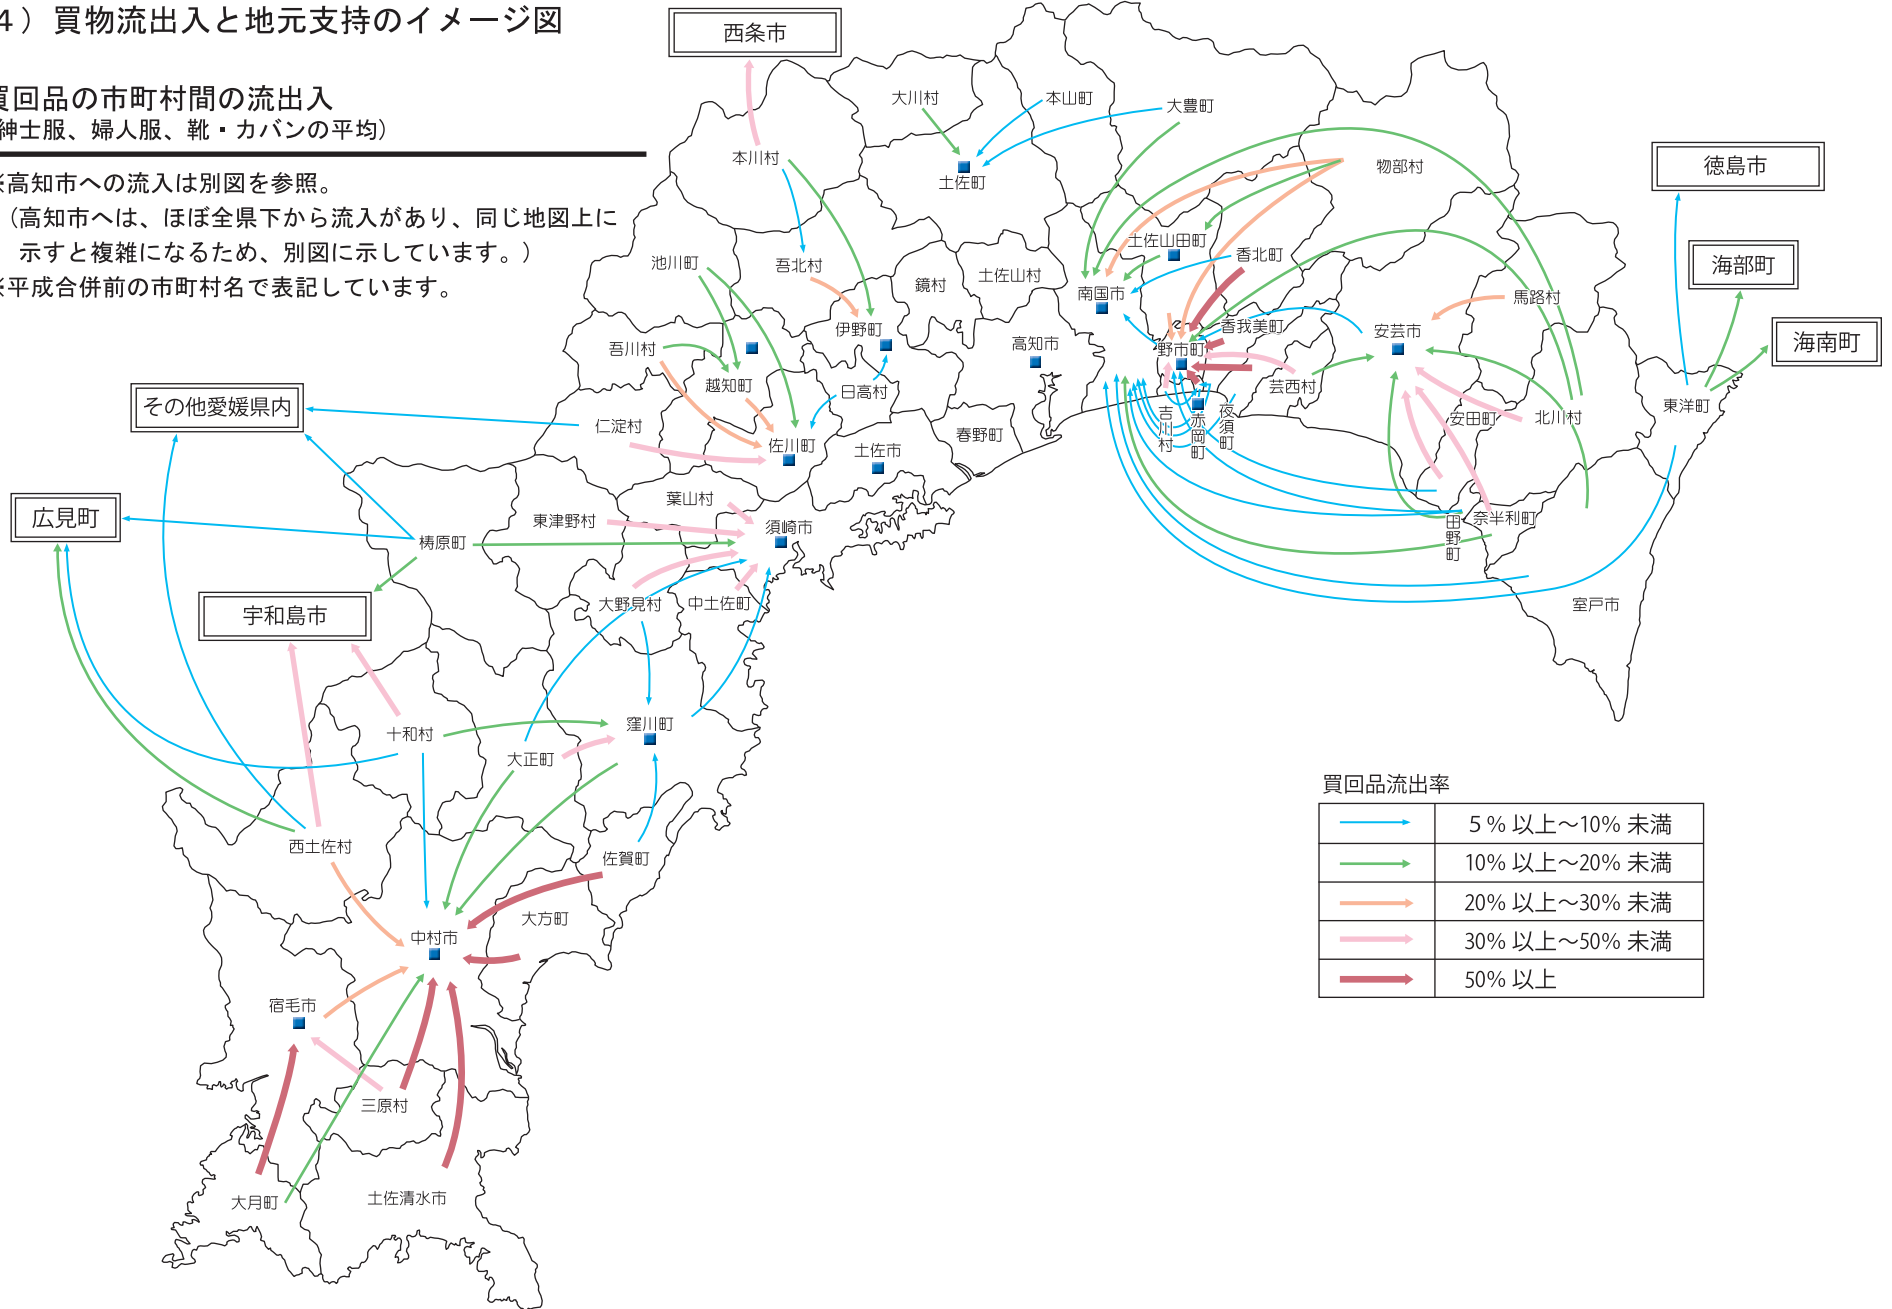 4）買物流出入と地元支持のイメージ図
買回品の市町村間の流出入
紳士服、婦人服、靴・カバンの平均）
※高知市への流入は別図を参照。
（高知市へは、ほぼ全県下から流入があり、同じ地図上に
示すと複雑になるため、別図に示しています。）
※平成合併前の市町村名で表記しています。
西条市
徳島市
海部町
海南町
その他愛媛県内
広見町
宇和島市
大川村
本山町
大豊町
本川村
土佐町
物部村
池川町
吾北村
鏡村
土佐山村
土佐山田町
香北町
南国市
馬路村
吾川村
伊野町
高知市
香我美町
安芸市
野市町
越知町
日高村
芸西村
仁淀村
佐川町
土佐市
春野町
吉川村
赤岡町
夜須町
安田町
北川村
東洋町
葉山村
東津野村
須崎市
梼原町
田野町
奈半利町
大野見村
中土佐町
室戸市
十和村
大正町
窪川町
西土佐村
佐賀町
大方町
中村市
宿毛市
三原村
大月町
土佐清水市
買回品流出率
5％以上～10％未満
10％以上～20％未満
20％以上～30％未満
30％以上～50％未満
50％以上